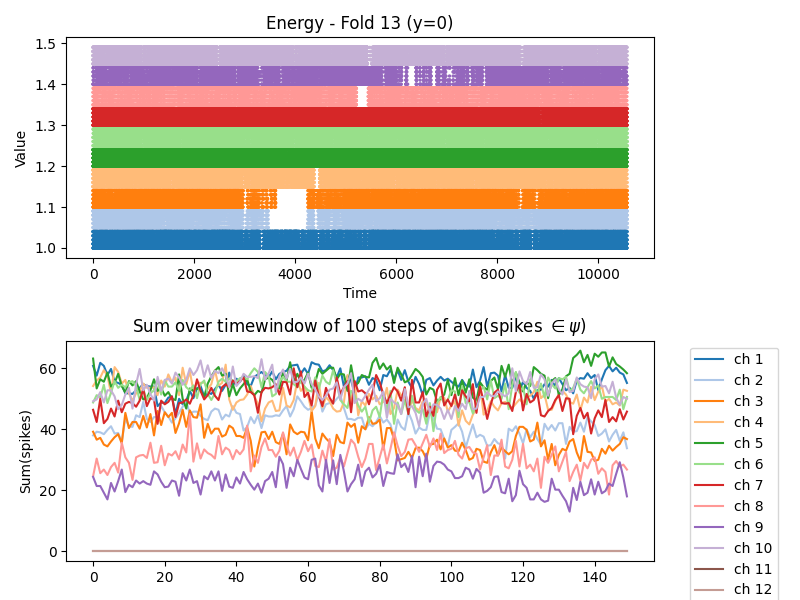 Energy - Fold 13 (y=0)
Value
1.5
1.4
1.3
1.2
1.1
1.0
0 2000 4000 6000 8000 10000
Time
Sum over timewindow of 100 steps of avg(spikes ∈ ψ)
Sum(spikes)
60
40
20
0
0 20 40 60 80 100 120 140
ch 1
ch 2
ch 3
ch 4
ch 5
ch 6
ch 7
ch 8
ch 9
ch 10
ch 11
ch 12